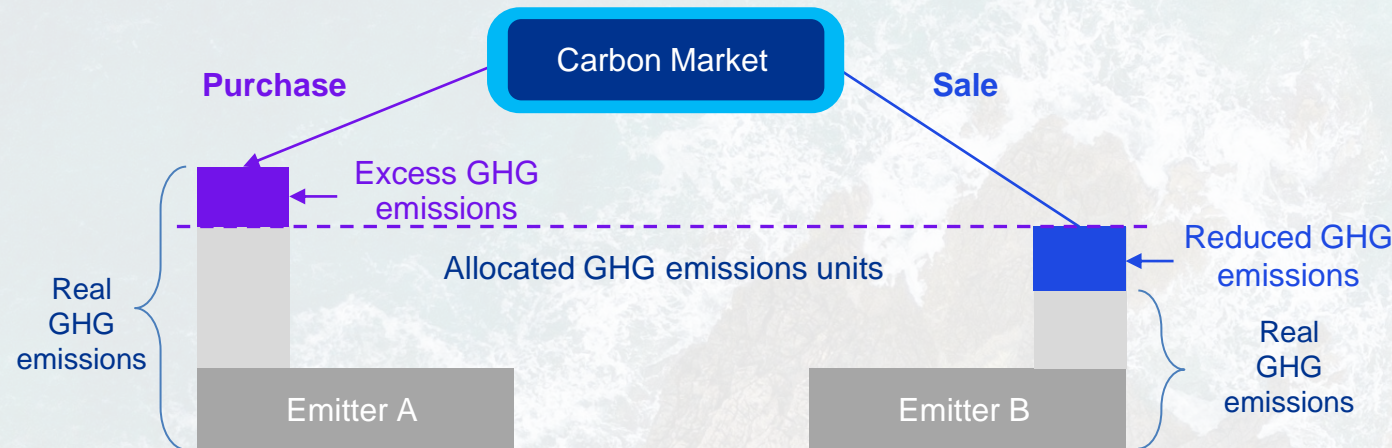 Carbon Market
Purchase
Sale
Excess GHG
emissions
Allocated GHG emissions units
Reduced GHG
emissions
Real
GHG
emissions
Real
GHG
emissions
Emitter A
Emitter B